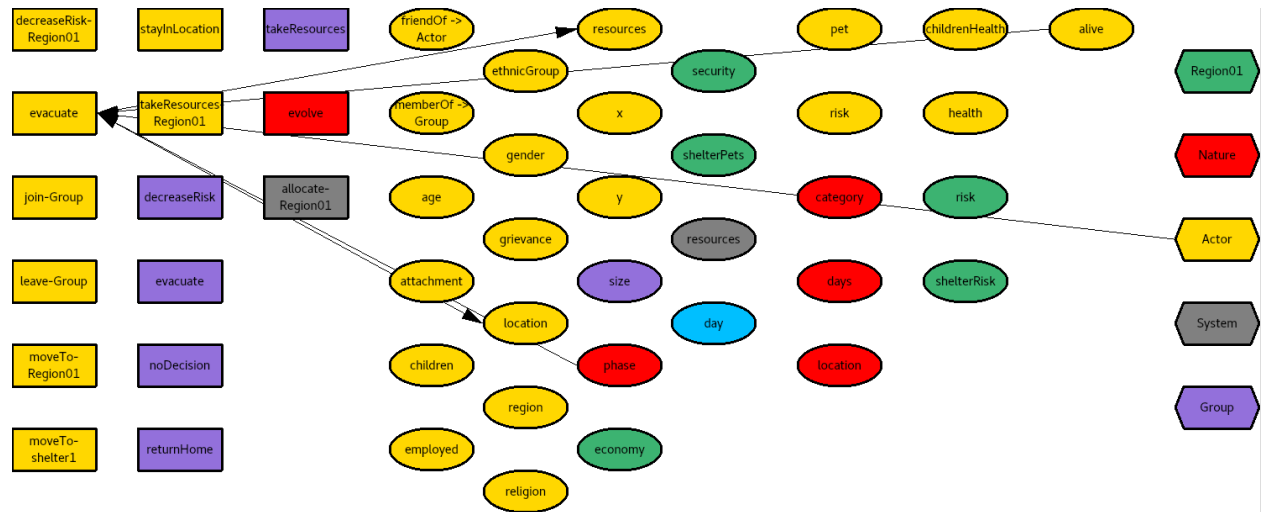 decreaseRisk-
Region01
stayInLocation
takeResources
friendOf ->
Actor
resources
pet
childrenHealth
alive
ethnicGroup
security
Region01
evacuate
takeResources-
Region01
evolve
memberOf ->
Group
x
risk
health
gender
shelterPets
Nature
join-Group
decreaseRisk
allocate-
Region01
age
y
category
risk
grievance
resources
Actor
leave-Group
evacuate
attachment
size
days
shelterRisk
location
day
System
moveTo-
Region01
noDecision
children
phase
location
region
Group
moveTo-
shelter1
returnHome
employed
economy
religion